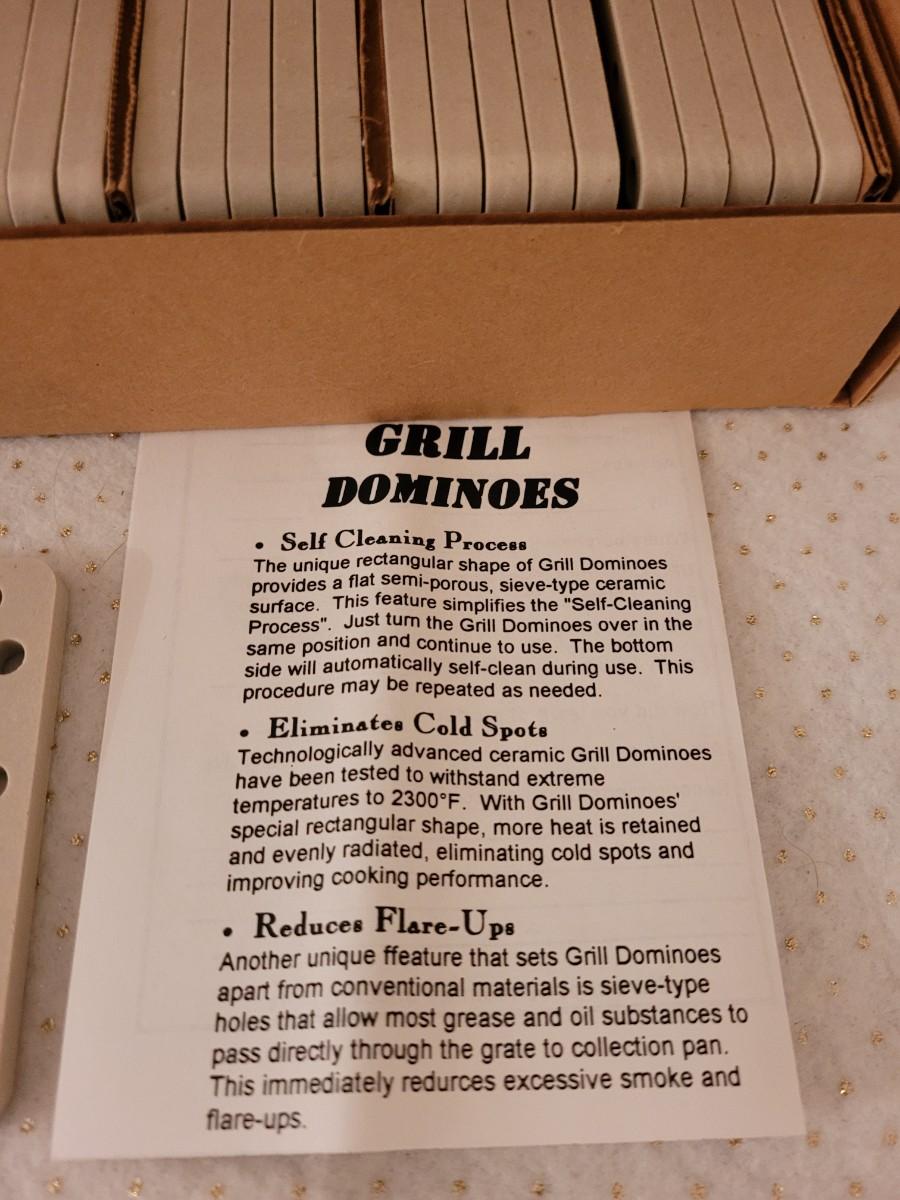 GRILL
DOMINOES
• Self Cleaning Process
The unique rectangular shape of Grill Dominoes
provides a flat semi-porous, sieve-type ceramic
surface. This feature simplifies the "Self-Cleaning
Process". Just turn the Grill Dominoes over in the
same position and continue to use. The bottom
side will automatically self-clean during use. This
procedure may be repeated as needed.
• Eliminates Cold Spots
Technologically advanced ceramic Grill Dominoes
have been tested to withstand extreme
temperatures to 2300°F. With Grill Dominoes'
special rectangular shape, more heat is retained
and evenly radiated, eliminating cold spots and
improving cooking performance.
• Reduces Flare-Ups
Another unique ffeature that sets Grill Dominoes
apart from conventional materials is sieve-type
holes that allow most grease and oil substances to
pass directly through the grate to collection pan.
This immediately redurces excessive smoke and
flare-ups.